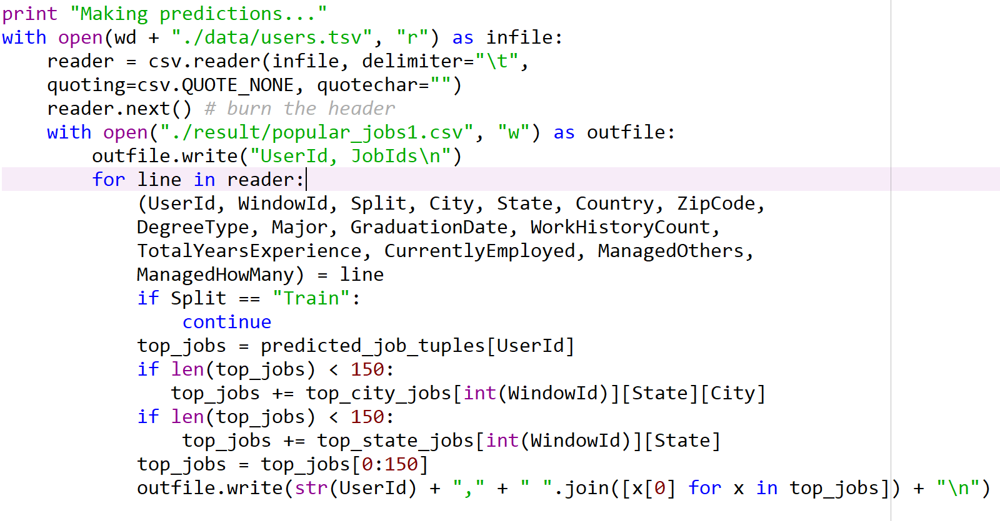 print "Making predictions..."
with open(wd + "./data/users.tsv", "r") as infile:
    reader = csv.reader(infile, delimiter="\t",
    quoting=csv.QUOTE_NONE, quotechar="")
    reader.next() # burn the header
    with open("./result/popular_jobs1.csv", "w") as outfile:
        outfile.write("UserId, JobIds\n")
        for line in reader:
            (UserId, WindowId, Split, City, State, Country, ZipCode,
            DegreeType, Major, GraduationDate, WorkHistoryCount,
            TotalYearsExperience, CurrentlyEmployed, ManagedOthers,
            ManagedHowMany) = line
            if Split == "Train":
                continue
            top_jobs = predicted_job_tuples[UserId]
            if len(top_jobs) < 150:
               top_jobs += top_city_jobs[int(WindowId)][State][City]
            if len(top_jobs) < 150:
                top_jobs += top_state_jobs[int(WindowId)][State]
            top_jobs = top_jobs[0:150]
            outfile.write(str(UserId) + "," + " ".join([x[0] for x in top_jobs]) + "\n")